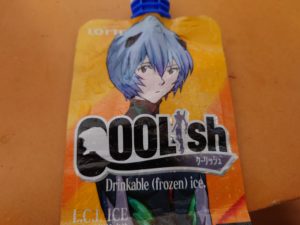 LOTTE
COOLish
クーリッシュ
Drinkable (frozen) ice.
L.C.I. ICE